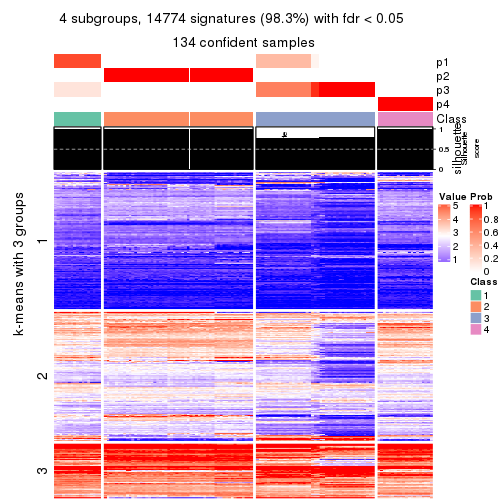 4 subgroups, 14774 signatures (98.3%) with fdr < 0.05
134 confident samples
p1
p2
p3
p4
Class
1
0.5
0
silhouette
Silhouette
score
k-means with 3 groups
1
2
3
Value
5
4
3
2
1
Prob
1
0.8
0.6
0.4
0.2
0
Class
1
2
3
4